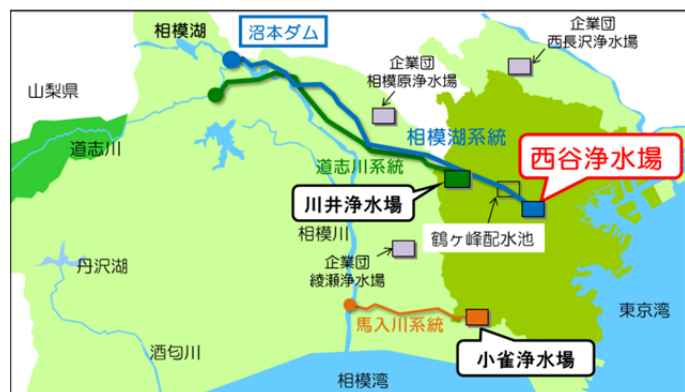 相模湖
沼本ダム
企業団
西長沢浄水場
企業団
相模原浄水場
山梨県
道志川
相模湖系統
西谷浄水場
道志川系統
川井浄水場
鶴ヶ峰配水池
相模川
企業団
綾瀬浄水場
丹沢湖
東京湾
馬入川系統
小雀浄水場
酒匂川
相模湾